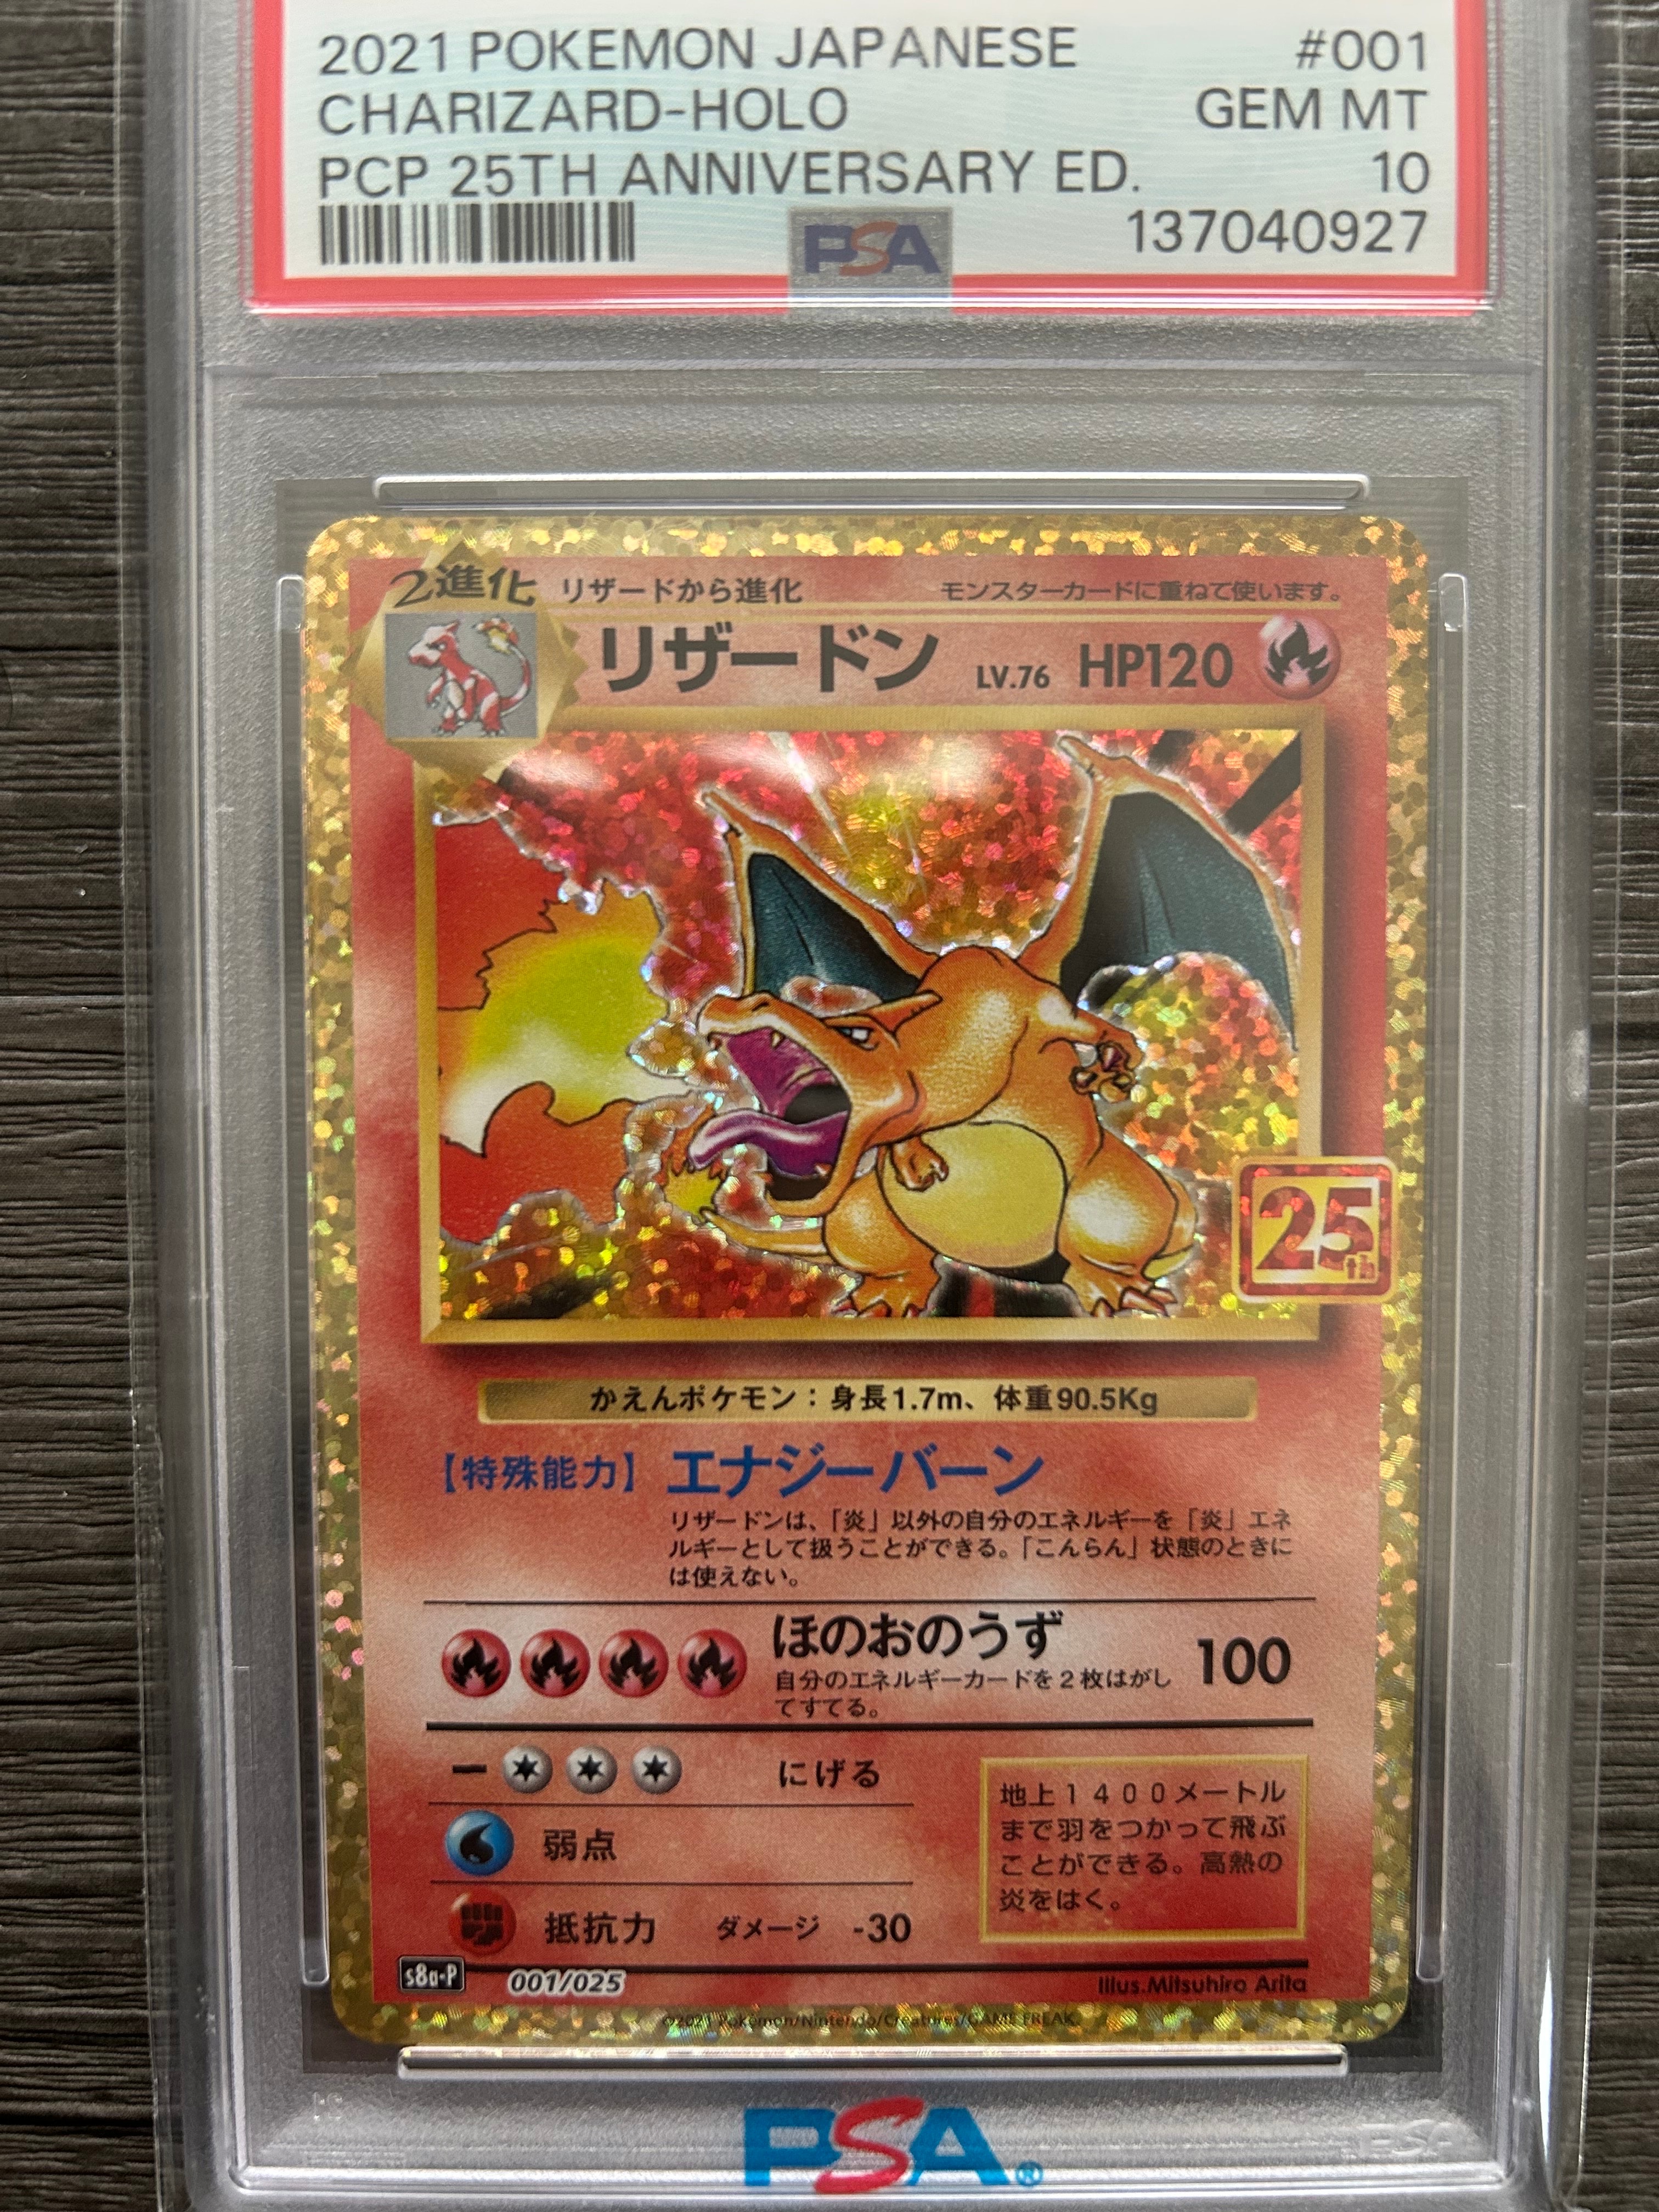 2021 POKEMON JAPANESE #001
CHARIZARD-HOLO GEM MT
PCP 25TH ANNIVERSARY ED. 10
PSA 137040927
2進化 リザードから進化 モンスターカードに重ねて使います。
リザードン LV.76 HP120
25th
かえんポケモン：身長1.7m、体重90.5Kg
【特殊能力】エナジーバーン
リザードンは、「炎」以外の自分のエネルギーを「炎」エネ
ルギーとして扱うことができる。「こんらん」状態のときに
は使えない。
ほのおのうず 100
自分のエネルギーカードを2枚はがし
てすてる。
ー にげる
弱点
抵抗力 ダメージ -30
地上1400メートル
まで羽をつかって飛ぶ
ことができる。高熱の
炎をはく。
s8a-P 001/025 Illus.Mitsuhiro Arita
©2021 Pokémon/Nintendo/Creatures/GAME FREAK.
PSA®
PSA